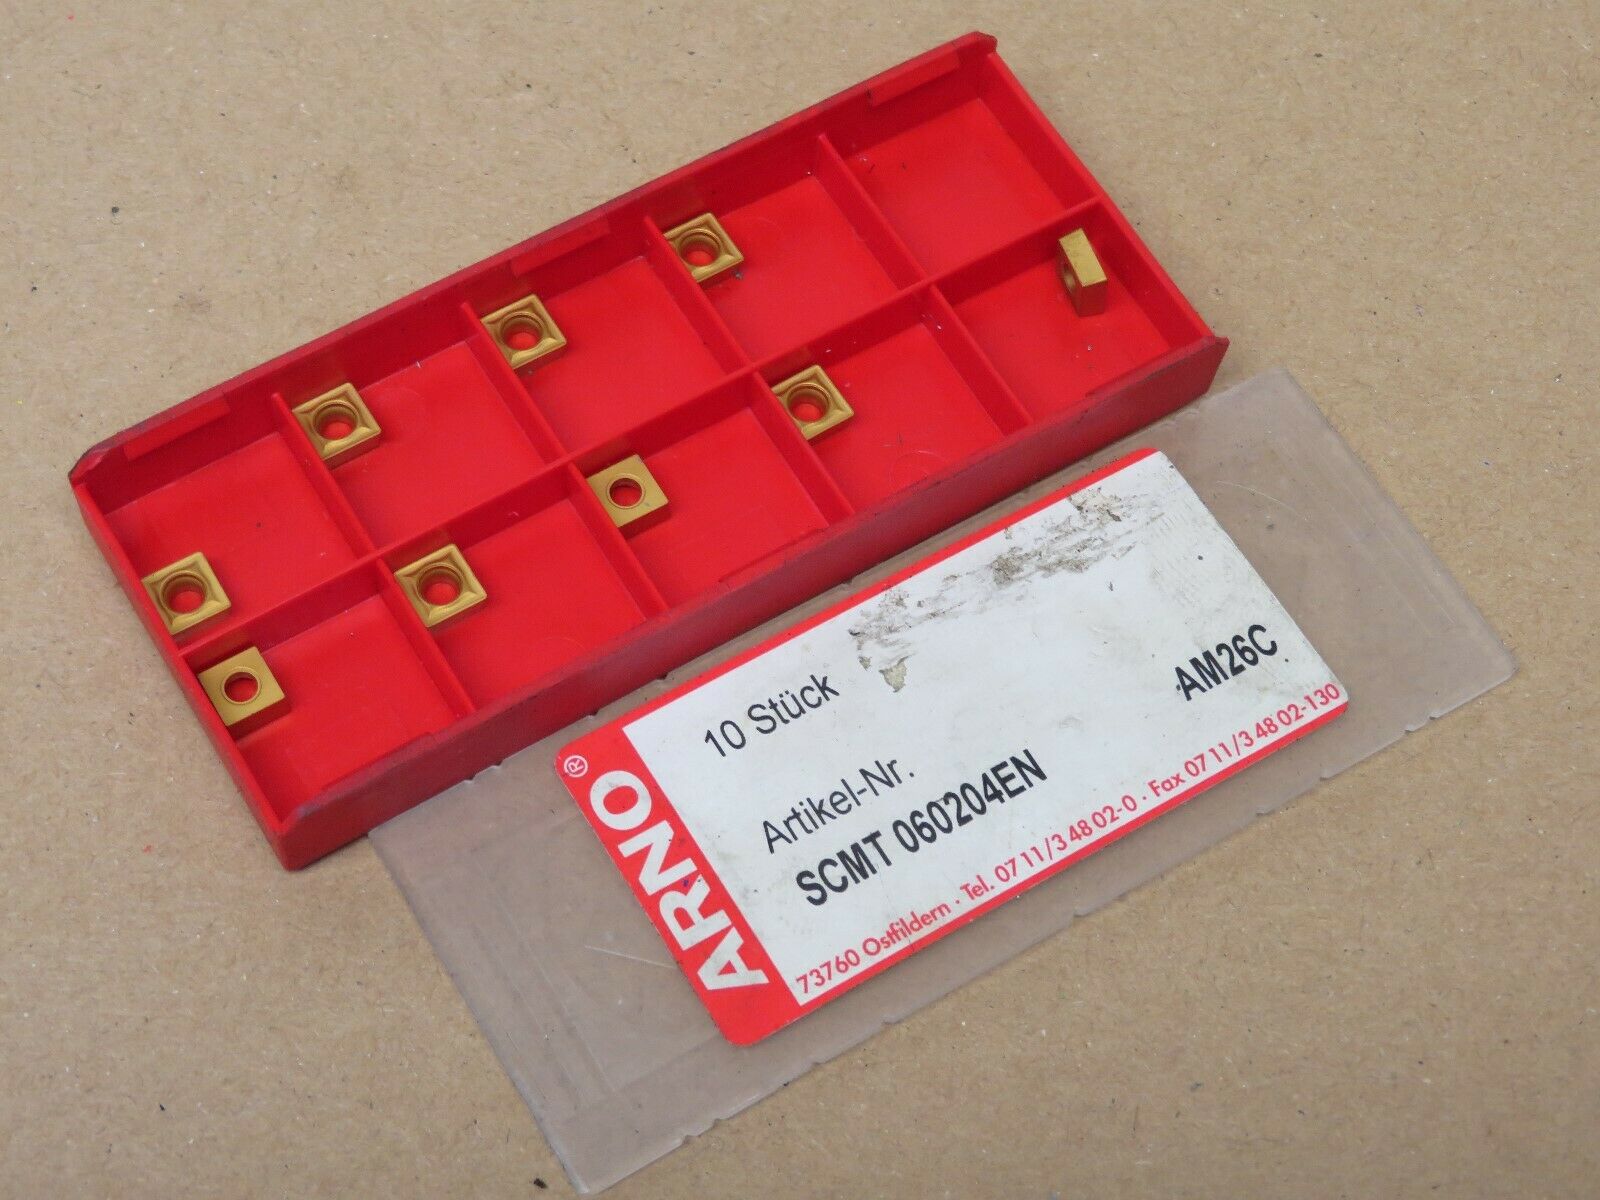 ARNO®
10 Stück
Artikel-Nr.
SCMT 060204EN
AM26C
73760 Ostfildern · Tel. 07 11/3 48 02-0 · Fax 07 11/3 48 02-130